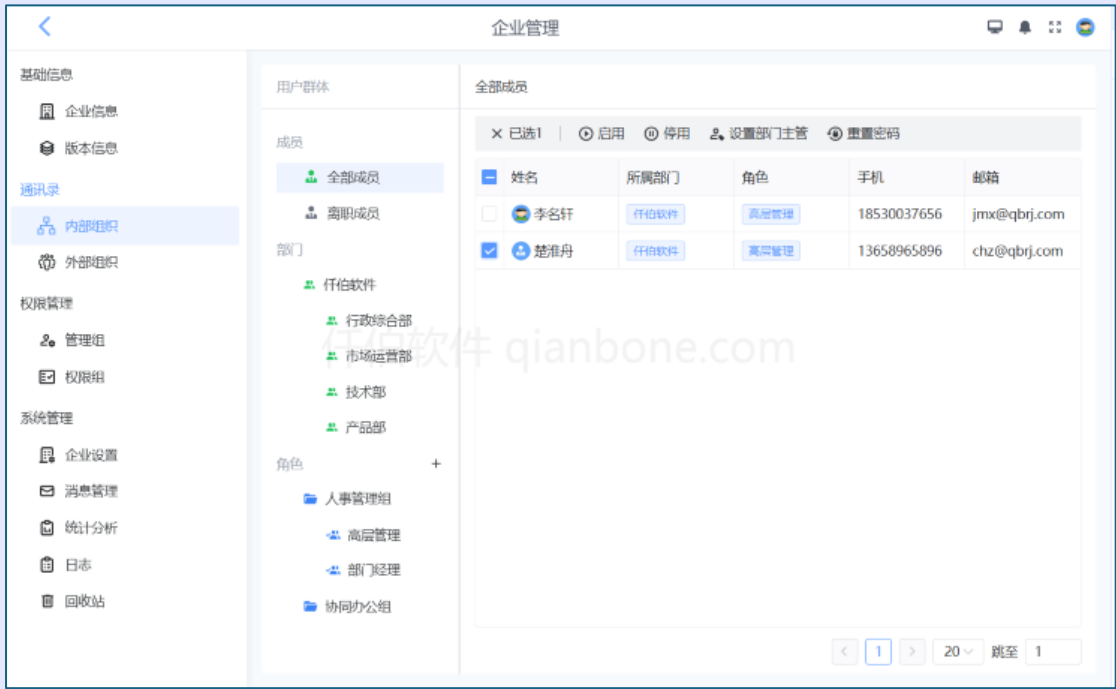 企业管理
基础信息
企业信息
版本信息
通讯录
内部组织
外部组织
权限管理
管理组
权限组
系统管理
企业设置
消息管理
统计分析
日志
回收站
用户群体
成员
全部成员
离职成员
部门
仟伯软件
行政综合部
市场运营部
技术部
产品部
角色 +
人事管理组
高层管理
部门经理
协同办公组
全部成员
已选1 启用 停用 设置部门主管 重置密码
姓名 所属部门 角色 手机 邮箱
李名轩 仟伯软件 高层管理 18530037656 jmx@qbrj.com
楚淮舟 仟伯软件 高层管理 13658965896 chz@qbrj.com
仟伯软件 qianbone.com
< 1 > 20 跳至 1